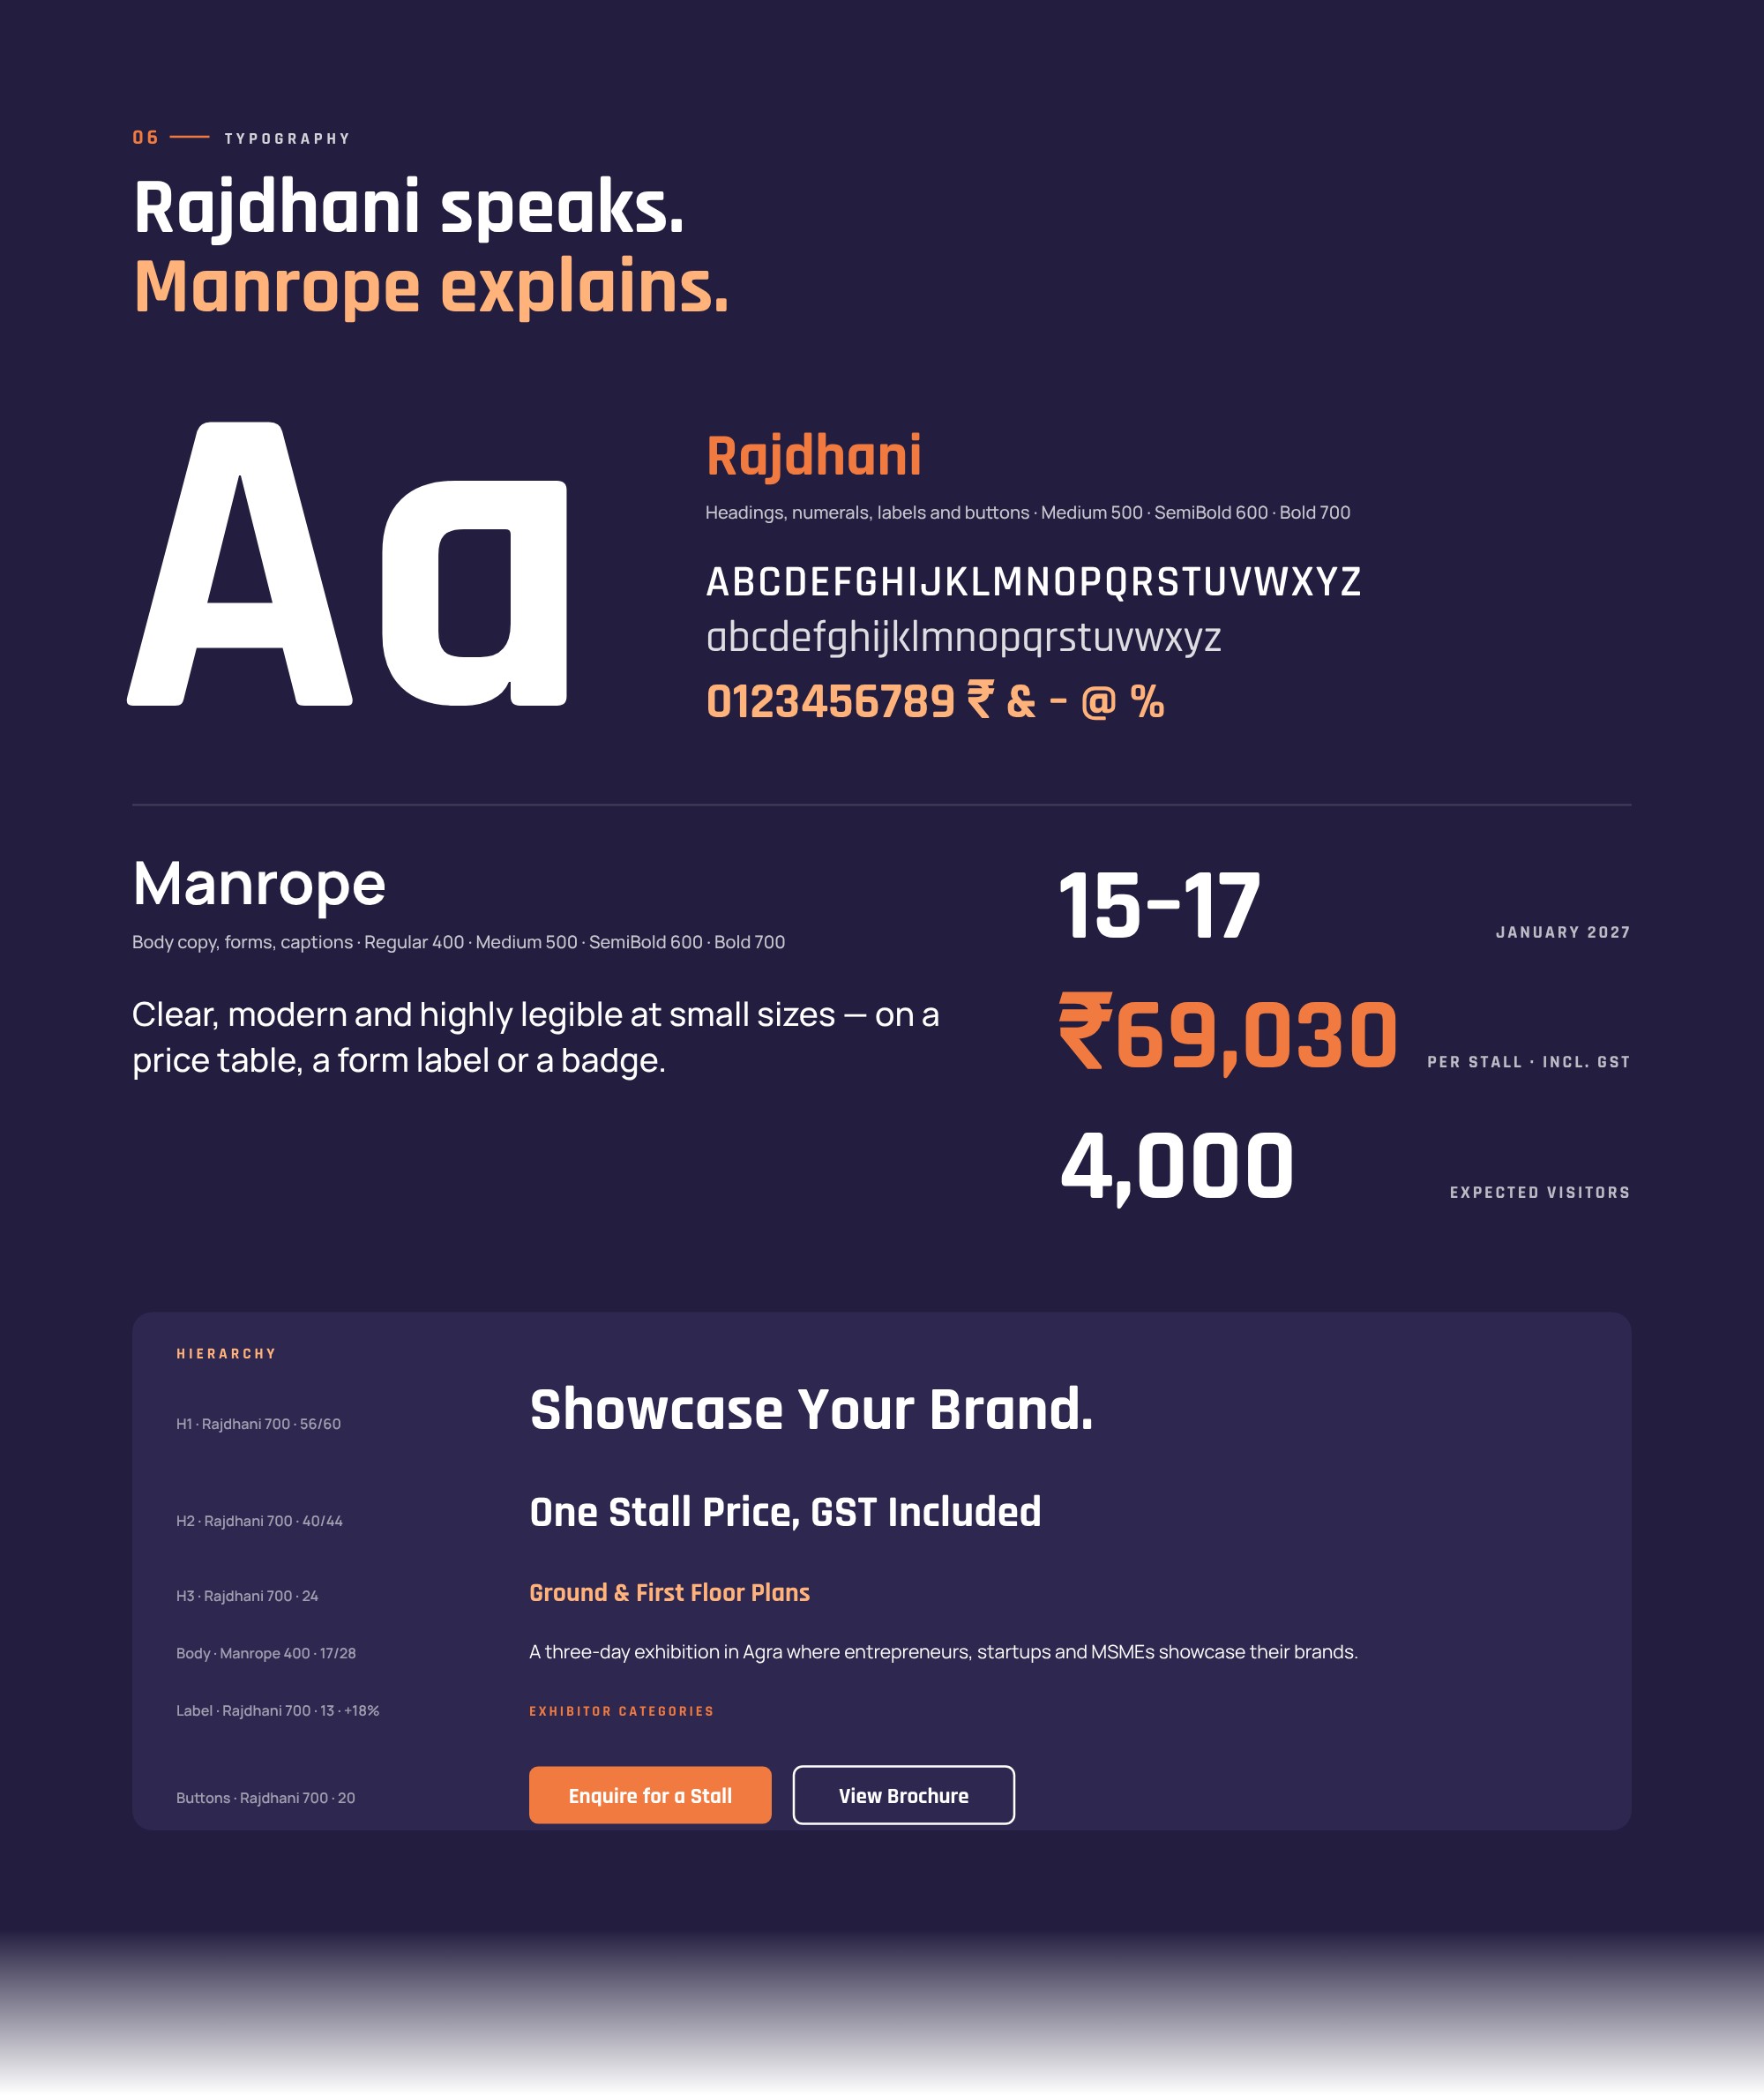 06 — TYPOGRAPHY
Rajdhani speaks.
Manrope explains.
Aa
Rajdhani
Headings, numerals, labels and buttons · Medium 500 · SemiBold 600 · Bold 700
ABCDEFGHIJKLMNOPQRSTUVWXYZ
abcdefghijklmnopqrstuvwxyz
0123456789 ₹ & – @ %
Manrope
Body copy, forms, captions · Regular 400 · Medium 500 · SemiBold 600 · Bold 700
Clear, modern and highly legible at small sizes — on a
price table, a form label or a badge.
15–17 JANUARY 2027
₹69,030 PER STALL · INCL. GST
4,000 EXPECTED VISITORS
HIERARCHY
H1 · Rajdhani 700 · 56/60 Showcase Your Brand.
H2 · Rajdhani 700 · 40/44 One Stall Price, GST Included
H3 · Rajdhani 700 · 24 Ground & First Floor Plans
Body · Manrope 400 · 17/28 A three-day exhibition in Agra where entrepreneurs, startups and MSMEs showcase their brands.
Label · Rajdhani 700 · 13 · +18% EXHIBITOR CATEGORIES
Buttons · Rajdhani 700 · 20 Enquire for a Stall View Brochure